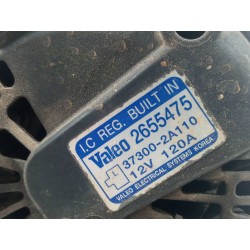 I.C REG. BUILT IN
Valeo 2655475
37300-2A110
12V 120A
VALEO ELECTRICAL SYSTEMS KOREA